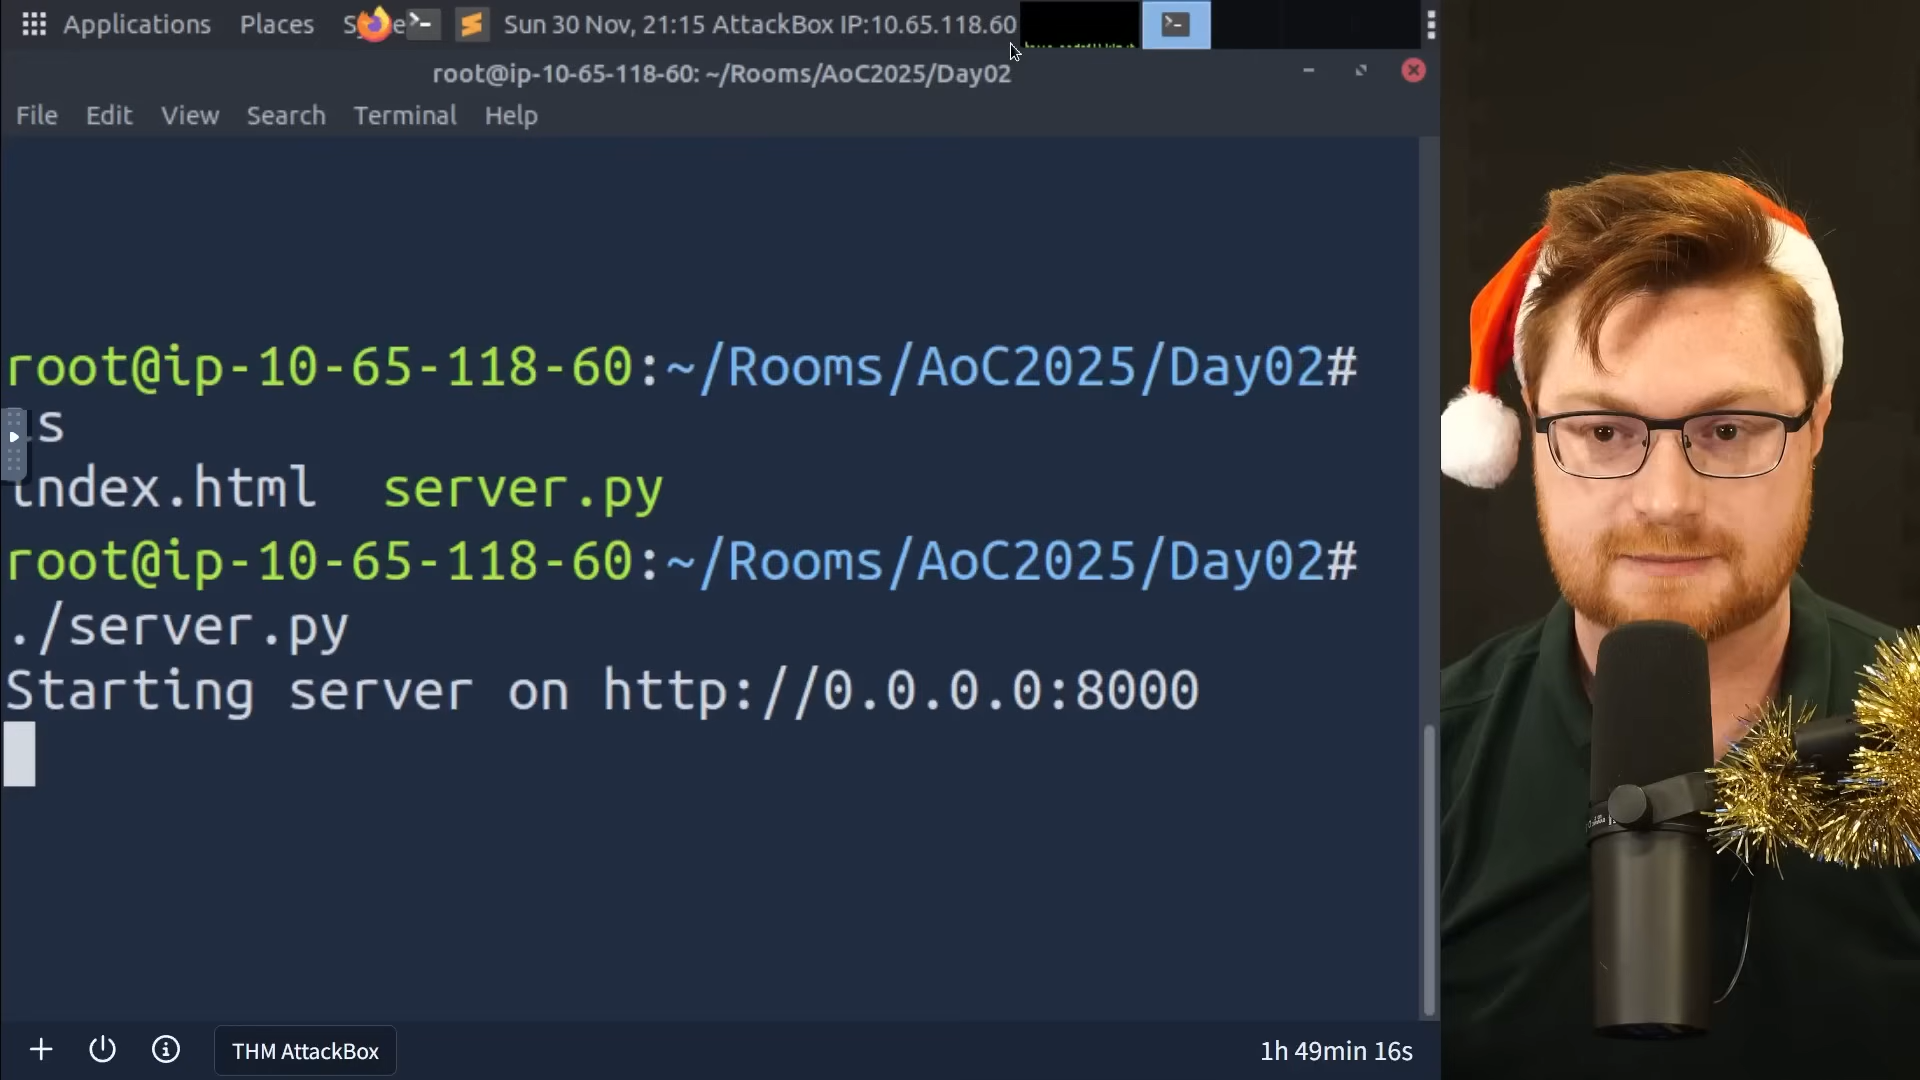 Applications Places
Sun 30 Nov, 21:15 AttackBox IP:10.65.118.60
root@ip-10-65-118-60: ~/Rooms/AoC2025/Day02
File Edit View Search Terminal Help
root@ip-10-65-118-60:~/Rooms/AoC2025/Day02#
ls
index.html server.py
root@ip-10-65-118-60:~/Rooms/AoC2025/Day02#
./server.py
Starting server on http://0.0.0.0:8000
THM AttackBox
1h 49min 16s